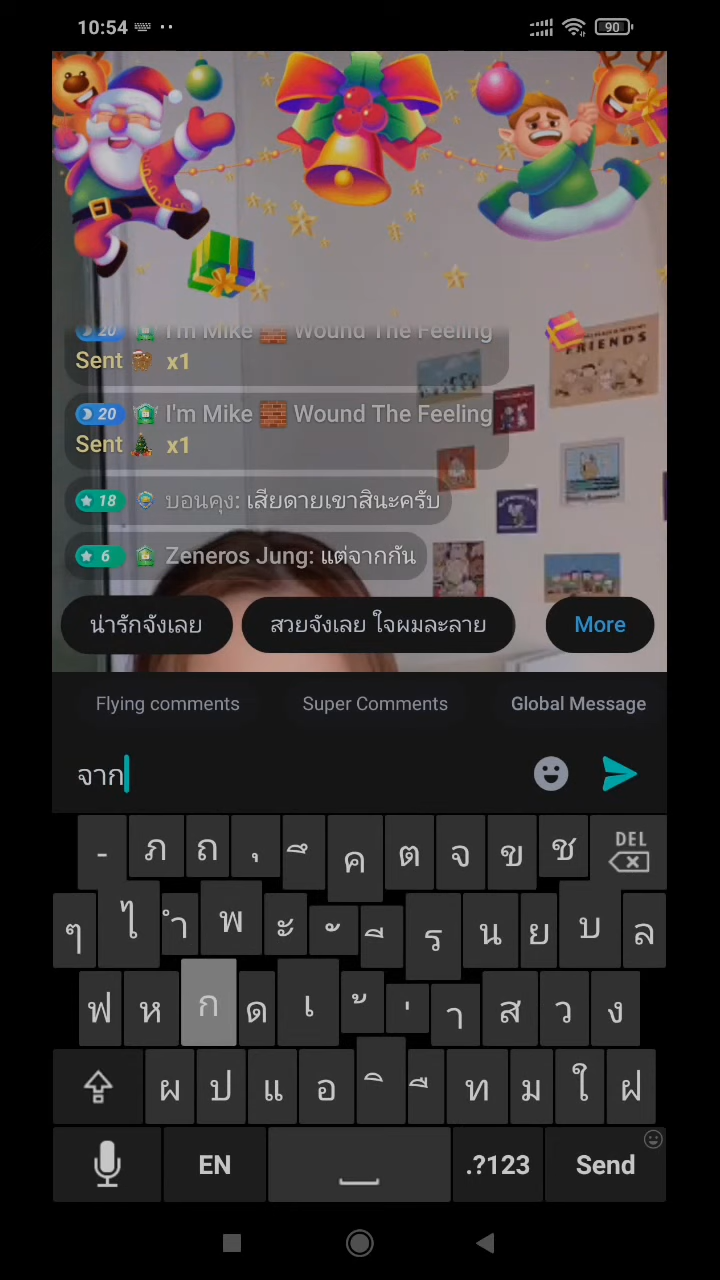 10:54
90
FRIENDS
20 I'm Mike 🧱 Wound The Feeling
Sent x1
20 I'm Mike 🧱 Wound The Feeling
Sent 🎄 x1
18 บอนคุง: เสียดายเขาสินะครับ
6 Zeneros Jung: แต่จากกัน
น่ารักจังเลย สวยจังเลย ใจผมละลาย More
Flying comments Super Comments Global Message
จาก
- ภ ถ ุ ึ ค ต จ ข ช DEL
ๆ ไ ำ พ ะ ั ี ร น ย บ ล
ฟ ห ก ด เ ้ ่ า ส ว ง
ผ ป แ อ ิ ื ท ม ใ ฝ
EN .?123 Send